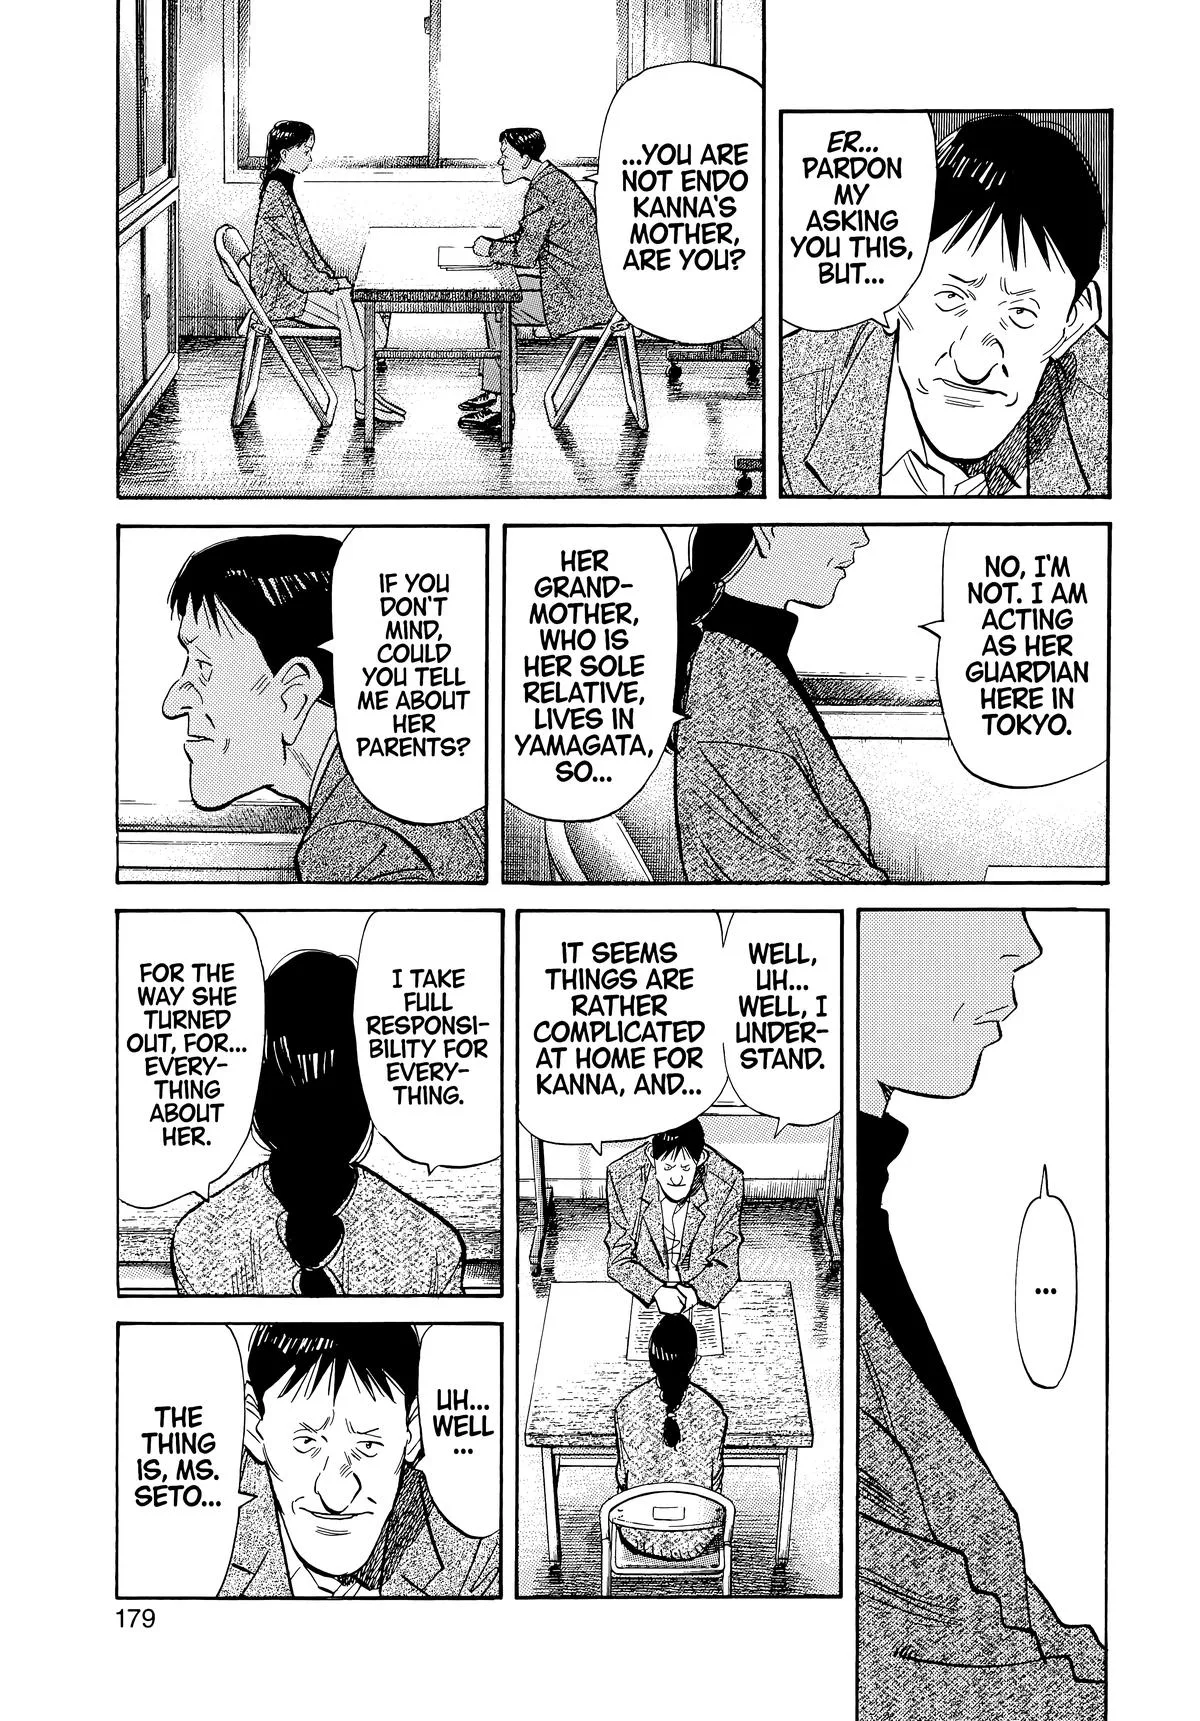 ER...
PARDON
MY
ASKING
YOU THIS,
BUT...
...YOU ARE
NOT ENDO
KANNA'S
MOTHER,
ARE YOU?
NO, I'M
NOT. I AM
ACTING
AS HER
GUARDIAN
HERE IN
TOKYO.
HER
GRAND-
MOTHER,
WHO IS
HER SOLE
RELATIVE,
LIVES IN
YAMAGATA,
SO...
IF YOU
DON'T
MIND,
COULD
YOU TELL
ME ABOUT
HER
PARENTS?
...
WELL,
UH...
WELL, I
UNDER-
STAND.
IT SEEMS
THINGS ARE
RATHER
COMPLICATED
AT HOME FOR
KANNA, AND...
I TAKE
FULL
RESPONSI-
BILITY FOR
EVERY-
THING.
FOR THE
WAY SHE
TURNED
OUT, FOR...
EVERY-
THING
ABOUT
HER.
UH...
WELL
...
THE
THING
IS, MS.
SETO...
179